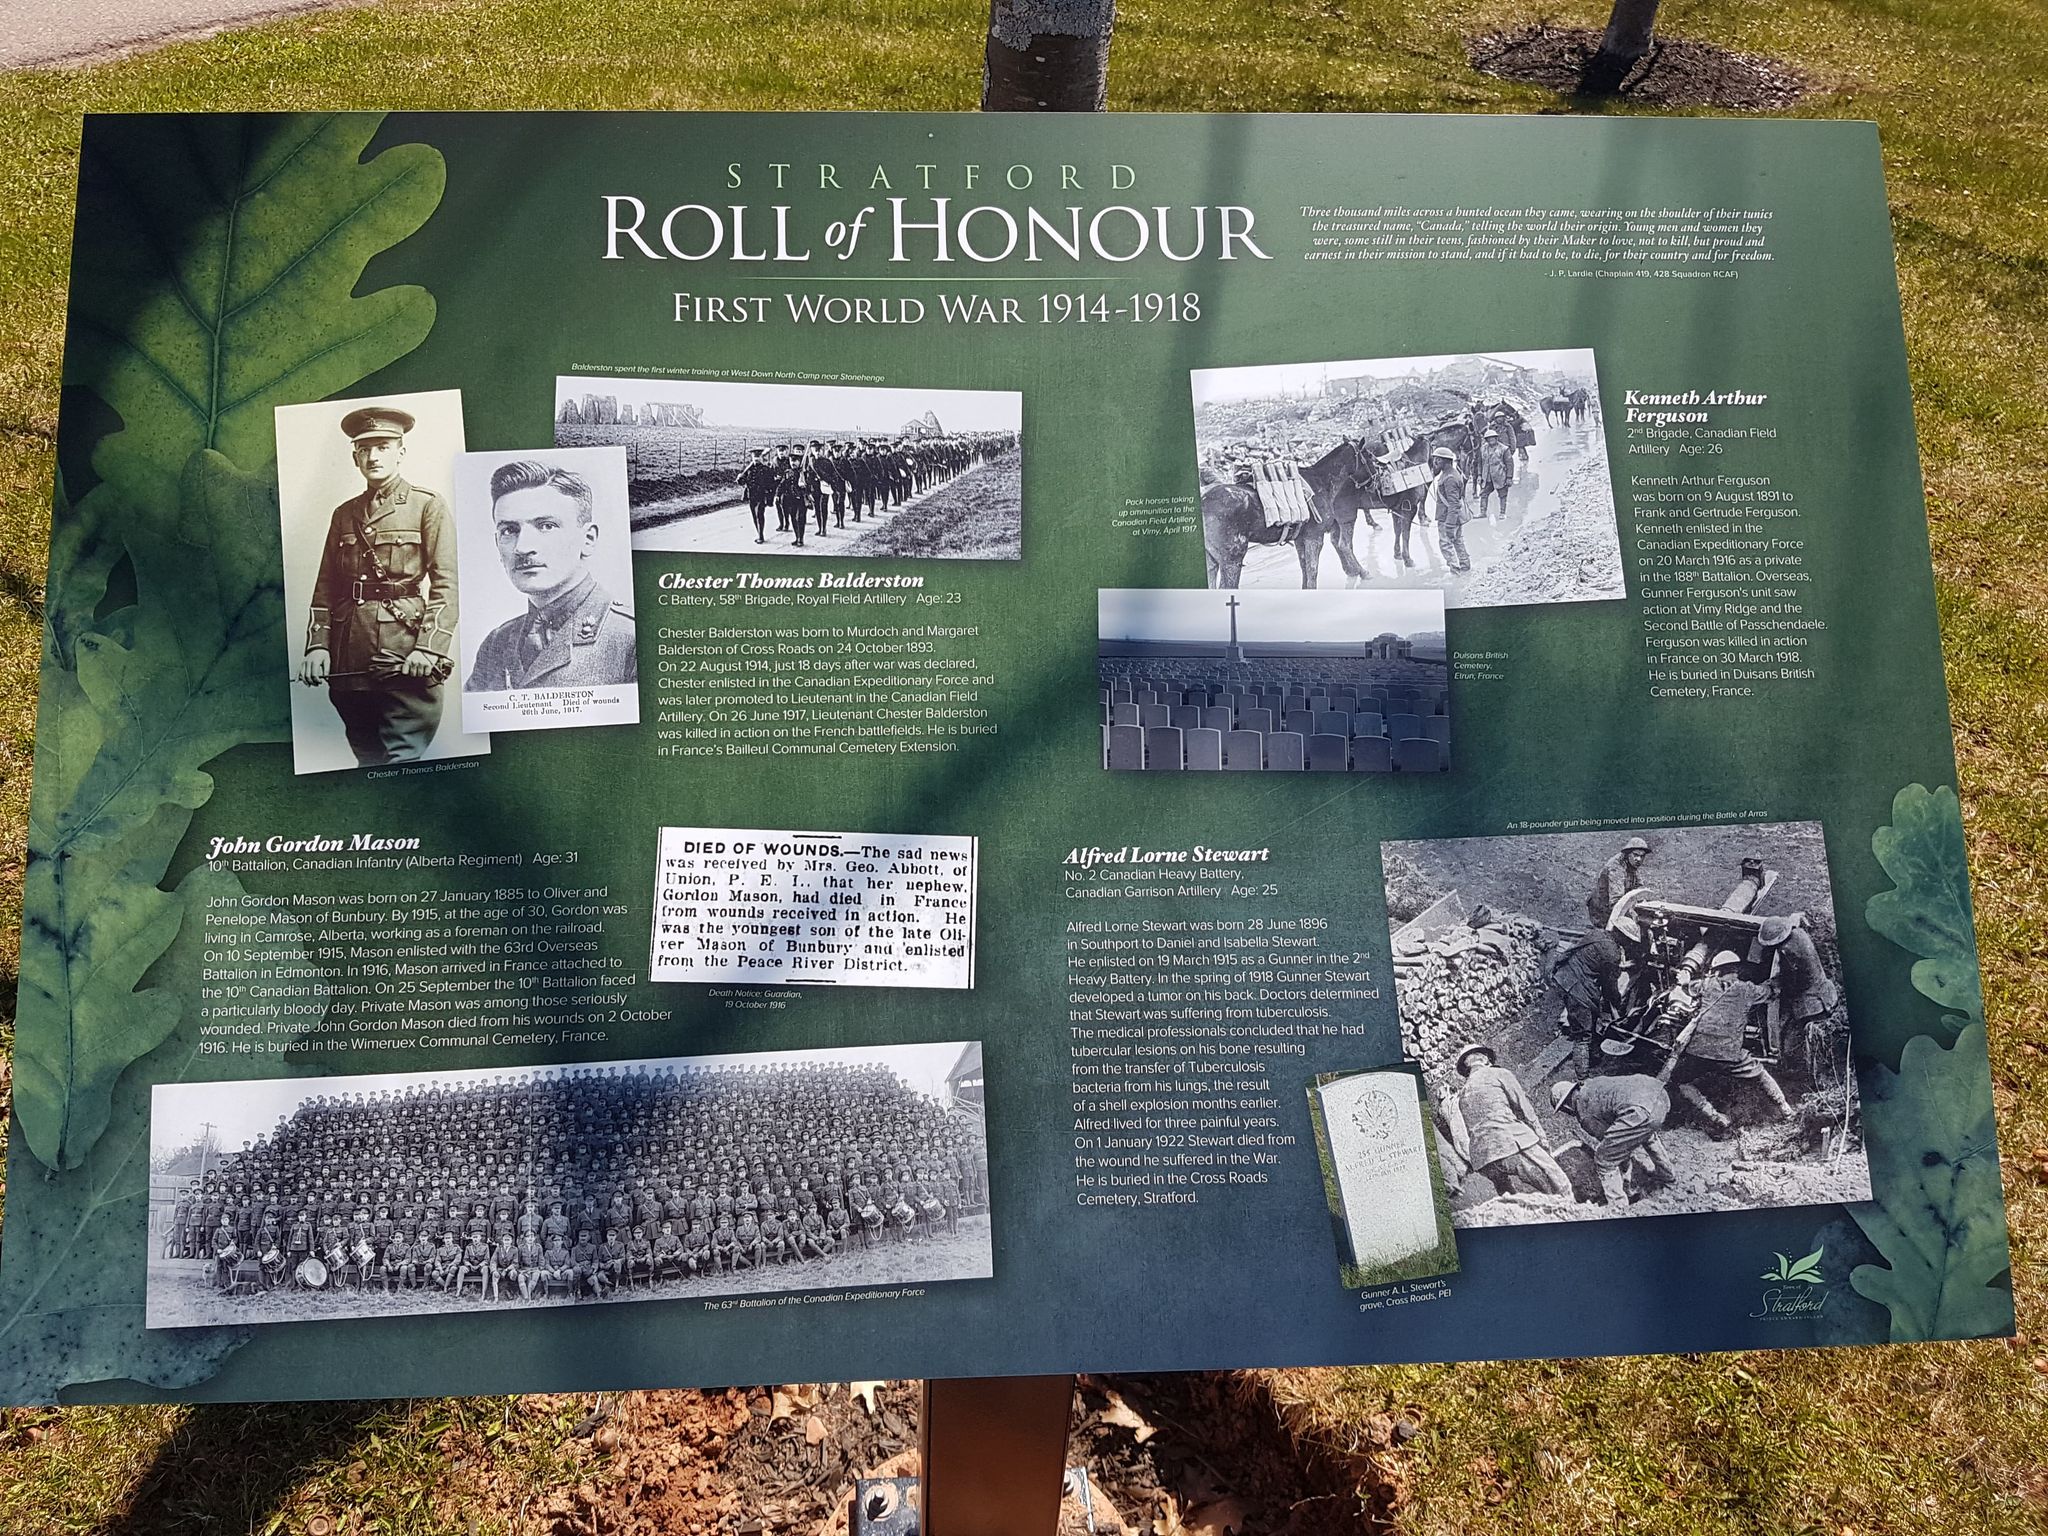 STRATFORD
ROLL of HONOUR
FIRST WORLD WAR 1914-1918
Three thousand miles across a hunted ocean they came, wearing on the shoulder of their tunics
the treasured name, "Canada," telling the world their origin. Young men and women they
were, some still in their teens, fashioned by their Maker to love, not to kill, but proud and
earnest in their mission to stand, and if it had to be, to die, for their country and for freedom.
- J. P. Lardie (Chaplain 419, 428 Squadron RCAF)
Balderston spent the first winter training at West Down North Camp near Stonehenge
C. T. BALDERSTON
Second Lieutenant Died of wounds
26th June, 1917.
Chester Thomas Balderston
Chester Thomas Balderston
C Battery, 58th Brigade, Royal Field Artillery Age: 23
Chester Balderston was born to Murdoch and Margaret
Balderston of Cross Roads on 24 October 1893.
On 22 August 1914, just 18 days after war was declared,
Chester enlisted in the Canadian Expeditionary Force and
was later promoted to Lieutenant in the Canadian Field
Artillery. On 26 June 1917, Lieutenant Chester Balderston
was killed in action on the French battlefields. He is buried
in France's Bailleul Communal Cemetery Extension.
Pack horses taking
up ammunition to the
Canadian Field Artillery
at Vimy, April 1917
Kenneth Arthur
Ferguson
2nd Brigade, Canadian Field
Artillery Age: 26
Kenneth Arthur Ferguson
was born on 9 August 1891 to
Frank and Gertrude Ferguson.
Kenneth enlisted in the
Canadian Expeditionary Force
on 20 March 1916 as a private
in the 188th Battalion. Overseas,
Gunner Ferguson's unit saw
action at Vimy Ridge and the
Second Battle of Passchendaele.
Ferguson was killed in action
in France on 30 March 1918.
He is buried in Duisans British
Cemetery, France.
Duisans British
Cemetery,
Etrun, France
John Gordon Mason
10th Battalion, Canadian Infantry (Alberta Regiment) Age: 31
John Gordon Mason was born on 27 January 1885 to Oliver and
Penelope Mason of Bunbury. By 1915, at the age of 30, Gordon was
living in Camrose, Alberta, working as a foreman on the railroad.
On 10 September 1915, Mason enlisted with the 63rd Overseas
Battalion in Edmonton. In 1916, Mason arrived in France attached to
the 10th Canadian Battalion. On 25 September the 10th Battalion faced
a particularly bloody day. Private Mason was among those seriously
wounded. Private John Gordon Mason died from his wounds on 2 October
1916. He is buried in the Wimeruex Communal Cemetery, France.
DIED OF WOUNDS.—The sad news
was received by Mrs. Geo. Abbott, of
Union, P. E. I., that her nephew,
Gordon Mason, had died in France
from wounds received in action. He
was the youngest son of the late Oli-
ver Mason of Bunbury and enlisted
from the Peace River District.
Death Notice: Guardian,
19 October 1916
The 63rd Battalion of the Canadian Expeditionary Force
Alfred Lorne Stewart
No. 2 Canadian Heavy Battery,
Canadian Garrison Artillery Age: 25
Alfred Lorne Stewart was born 28 June 1896
in Southport to Daniel and Isabella Stewart.
He enlisted on 19 March 1915 as a Gunner in the 2nd
Heavy Battery. In the spring of 1918 Gunner Stewart
developed a tumor on his back. Doctors determined
that Stewart was suffering from tuberculosis.
The medical professionals concluded that he had
tubercular lesions on his bone resulting
from the transfer of Tuberculosis
bacteria from his lungs, the result
of a shell explosion months earlier.
Alfred lived for three painful years.
On 1 January 1922 Stewart died from
the wound he suffered in the War.
He is buried in the Cross Roads
Cemetery, Stratford.
An 18-pounder gun being moved into position during the Battle of Arras
GUNNER
ALFRED L. STEWART
Gunner A. L. Stewart's
grave, Cross Roads, PEI
Town of
Stratford
PRINCE EDWARD ISLAND